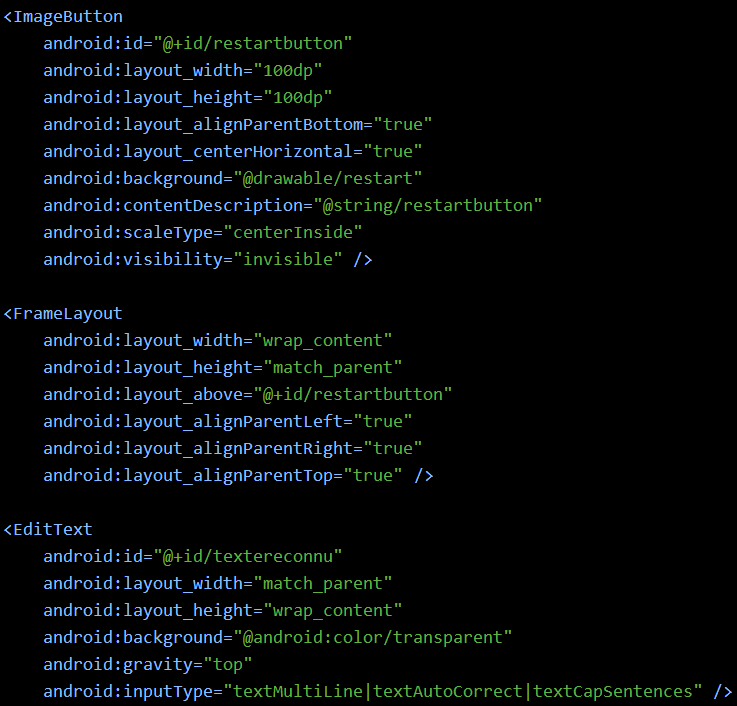 <ImageButton
    android:id="@+id/restartbutton"
    android:layout_width="100dp"
    android:layout_height="100dp"
    android:layout_alignParentBottom="true"
    android:layout_centerHorizontal="true"
    android:background="@drawable/restart"
    android:contentDescription="@string/restartbutton"
    android:scaleType="centerInside"
    android:visibility="invisible" />

<FrameLayout
    android:layout_width="wrap_content"
    android:layout_height="match_parent"
    android:layout_above="@+id/restartbutton"
    android:layout_alignParentLeft="true"
    android:layout_alignParentRight="true"
    android:layout_alignParentTop="true" />

<EditText
    android:id="@+id/textereconnu"
    android:layout_width="match_parent"
    android:layout_height="wrap_content"
    android:background="@android:color/transparent"
    android:gravity="top"
    android:inputType="textMultiLine|textAutoCorrect|textCapSentences" />